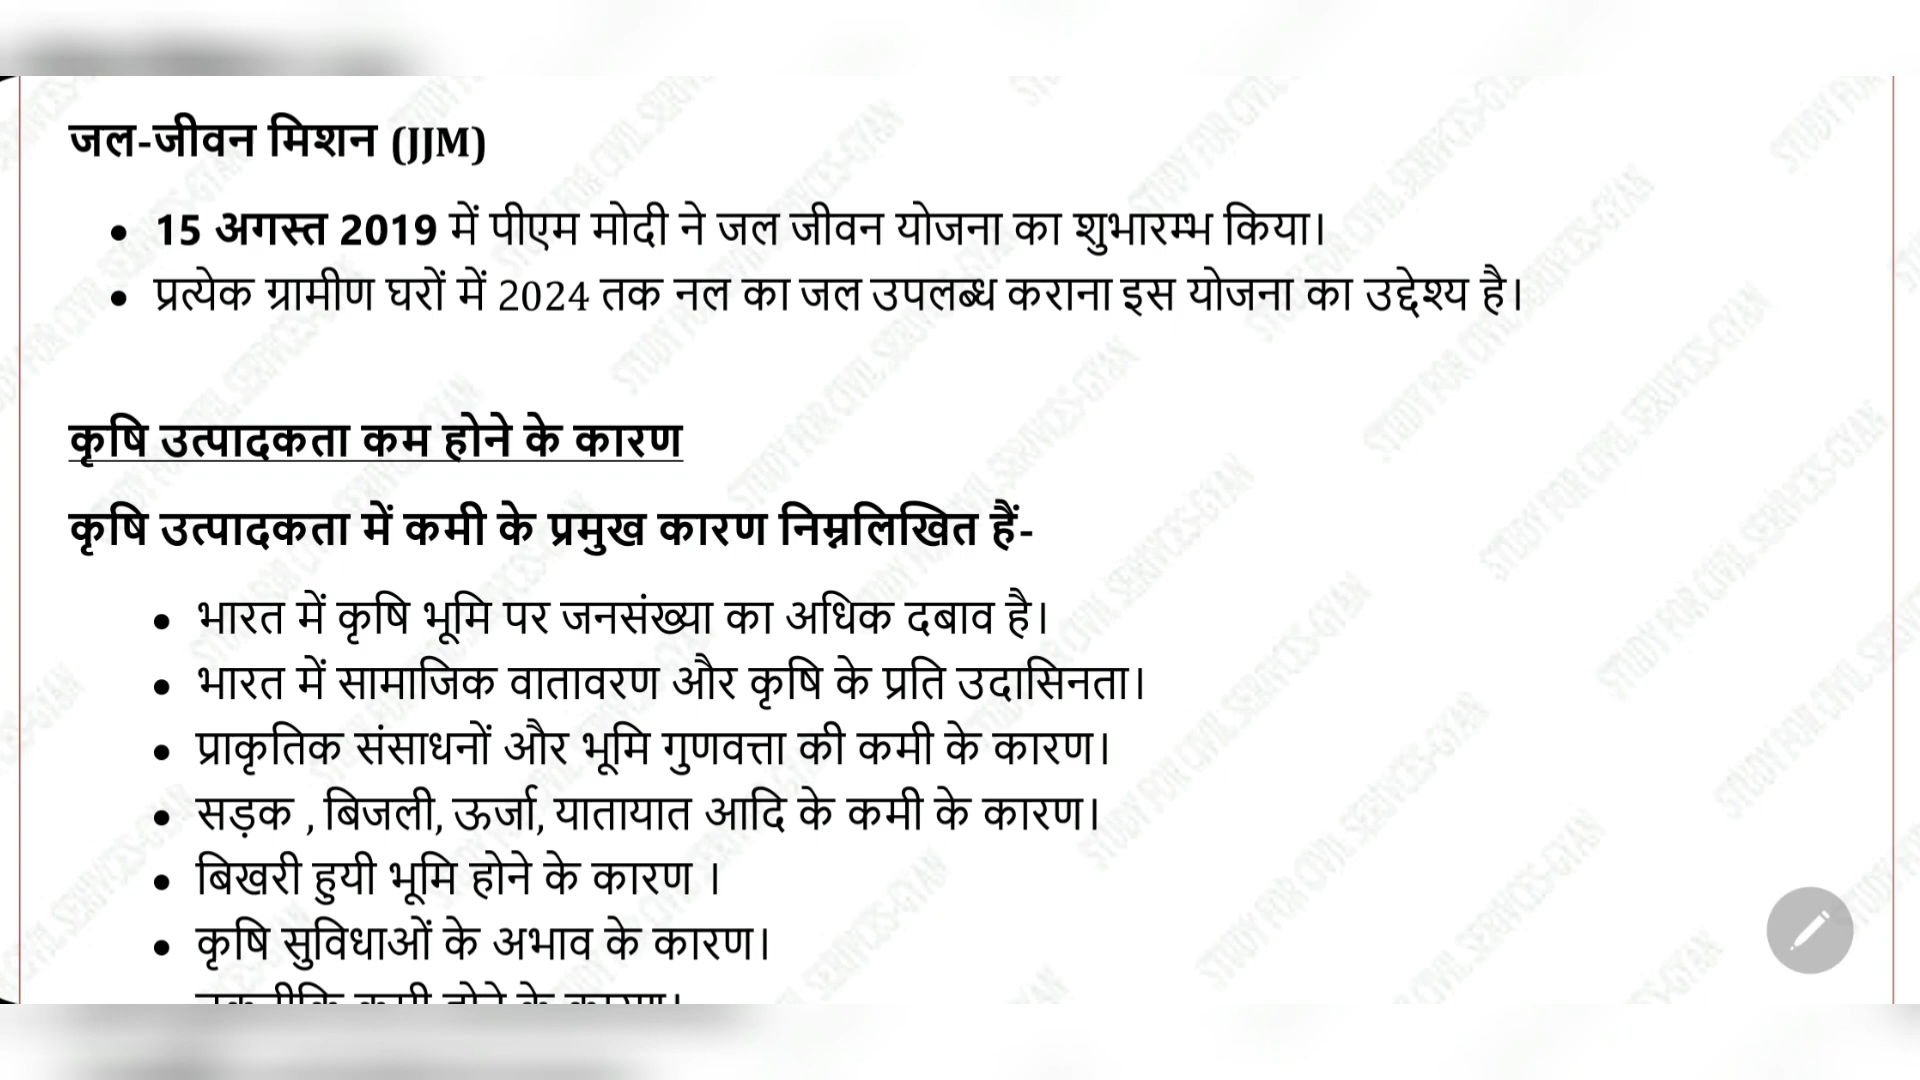 जल-जीवन मिशन (JJM)
• 15 अगस्त 2019 में पीएम मोदी ने जल जीवन योजना का शुभारम्भ किया।
• प्रत्येक ग्रामीण घरों में 2024 तक नल का जल उपलब्ध कराना इस योजना का उद्देश्य है।
कृषि उत्पादकता कम होने के कारण
कृषि उत्पादकता में कमी के प्रमुख कारण निम्नलिखित हैं-
• भारत में कृषि भूमि पर जनसंख्या का अधिक दबाव है।
• भारत में सामाजिक वातावरण और कृषि के प्रति उदासिनता।
• प्राकृतिक संसाधनों और भूमि गुणवत्ता की कमी के कारण।
• सड़क , बिजली, ऊर्जा, यातायात आदि के कमी के कारण।
• बिखरी हुयी भूमि होने के कारण ।
• कृषि सुविधाओं के अभाव के कारण।